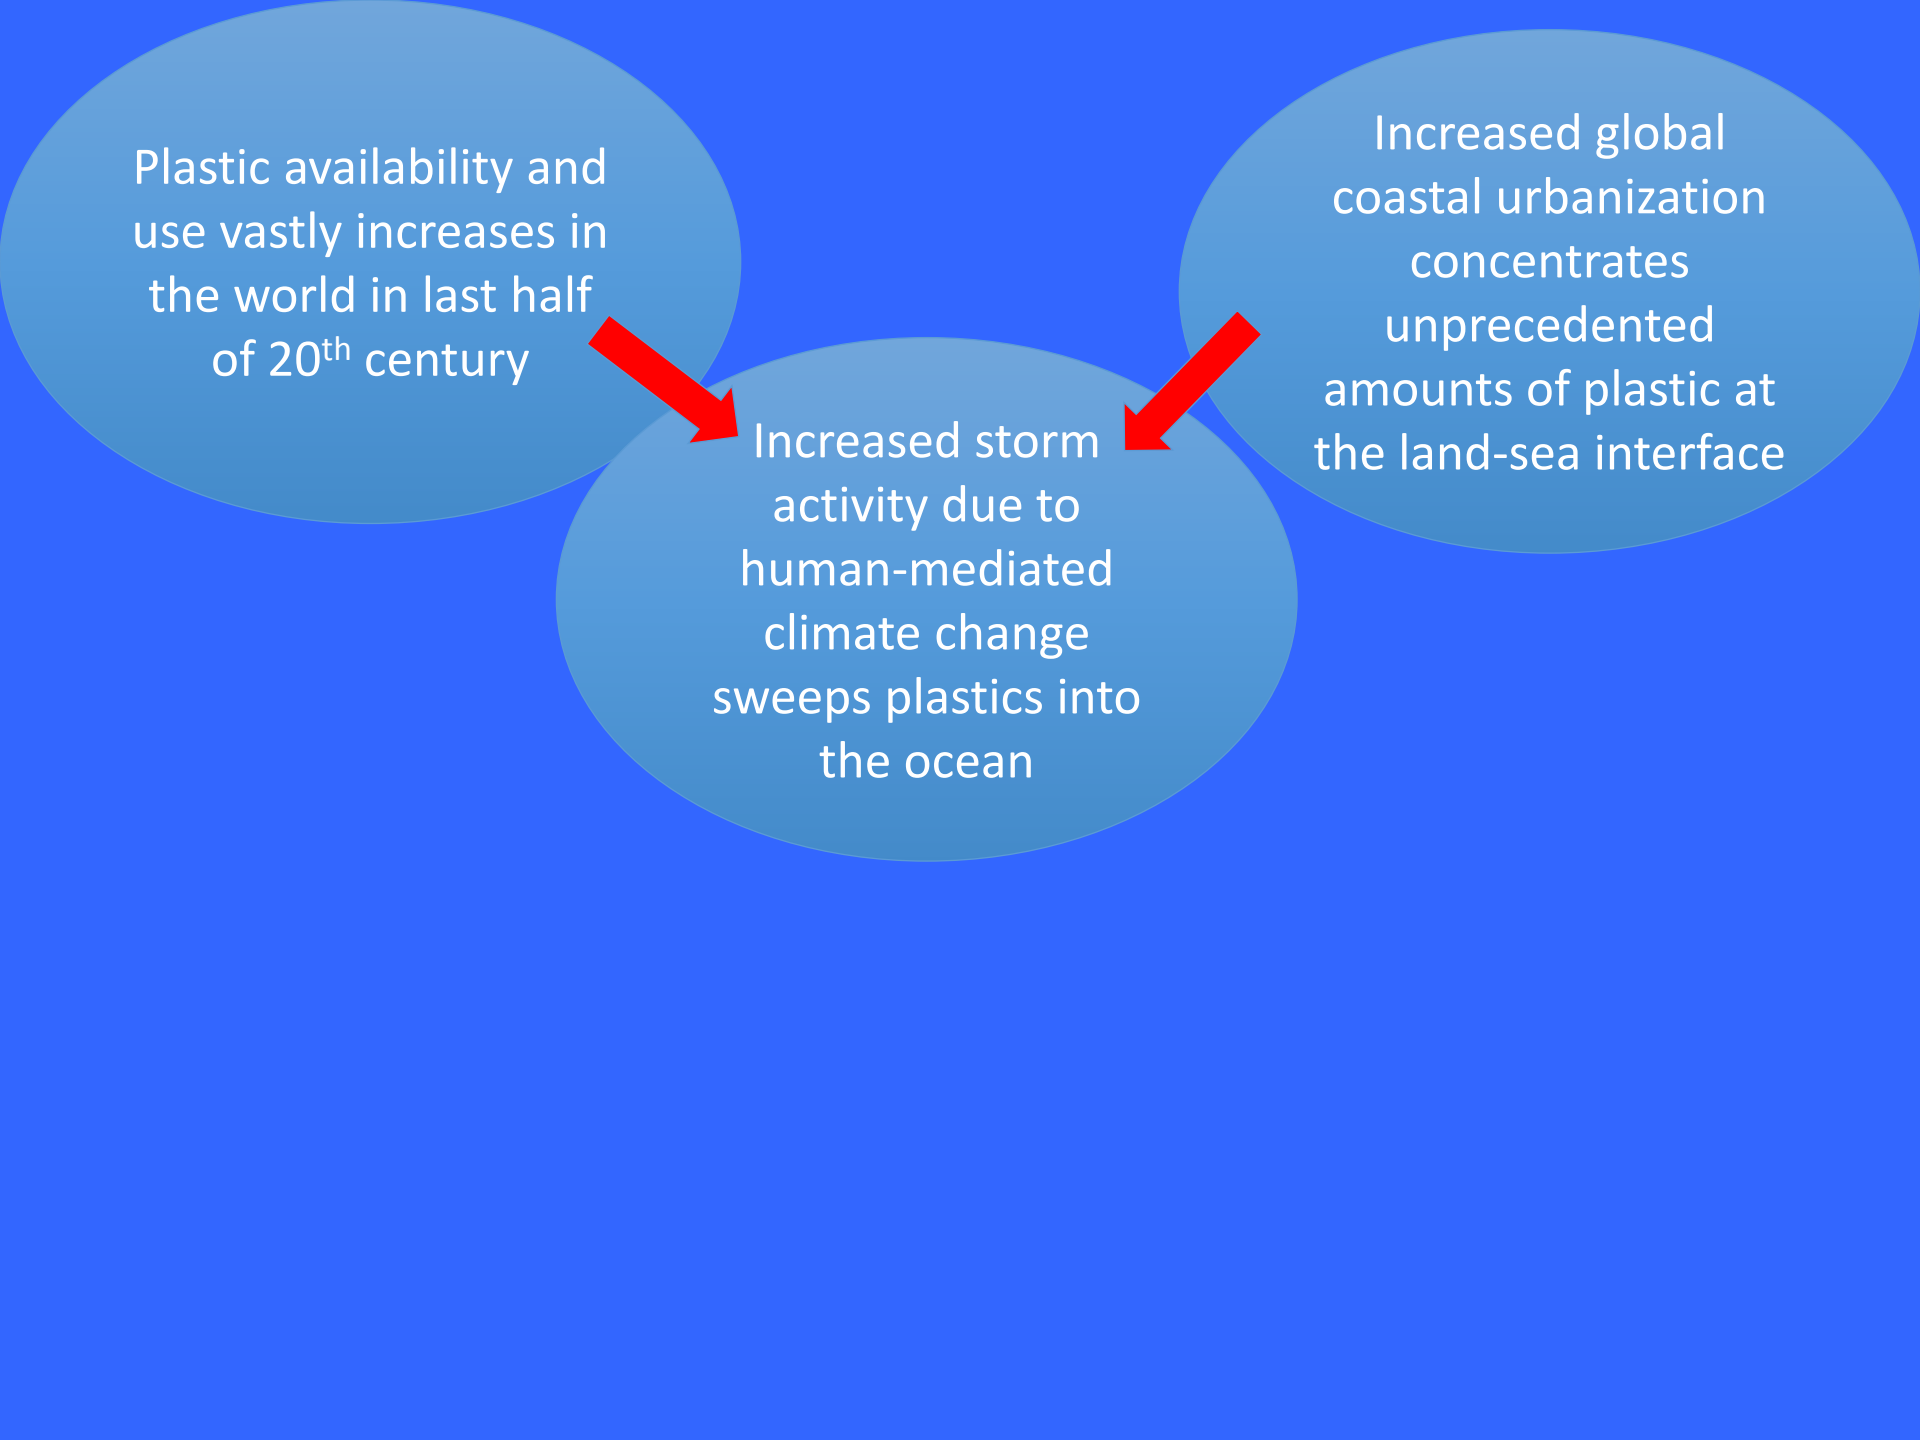 Plastic availability and
use vastly increases in
the world in last half
of 20th century
Increased global
coastal urbanization
concentrates
unprecedented
amounts of plastic at
the land-sea interface
Increased storm
activity due to
human-mediated
climate change
sweeps plastics into
the ocean